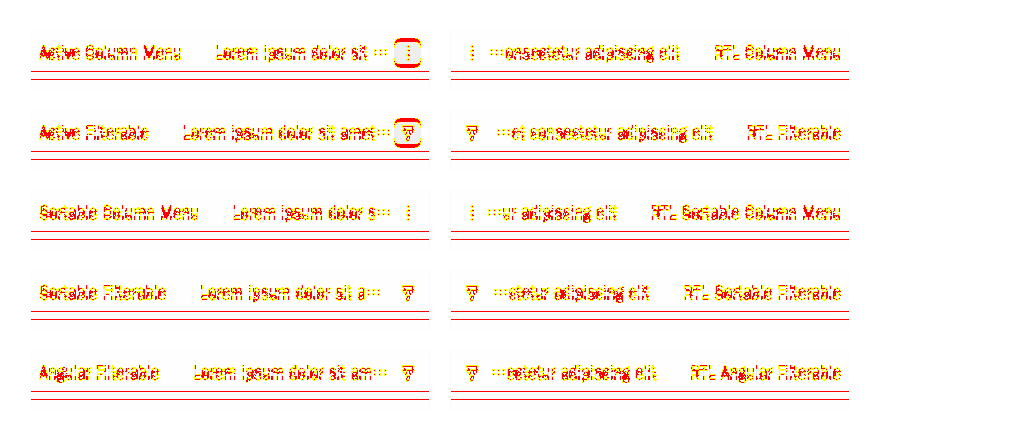 Active Column Menu Lorem ipsum dolor sit ... ⋮ ⋮ ...onsectetur adipiscing elit RTL Column Menu
Active Filterable Lorem ipsum dolor sit amet... ...et consectetur adipiscing elit RTL Filterable
Sortable Column Menu Lorem ipsum dolor s... ⋮ ⋮ ...ur adipiscing elit RTL Sortable Column Menu
Sortable Filterable Lorem ipsum dolor sit a... ...ctetur adipiscing elit RTL Sortable Filterable
Angular Filterable Lorem ipsum dolor sit am... ...ectetur adipiscing elit RTL Angular Filterable